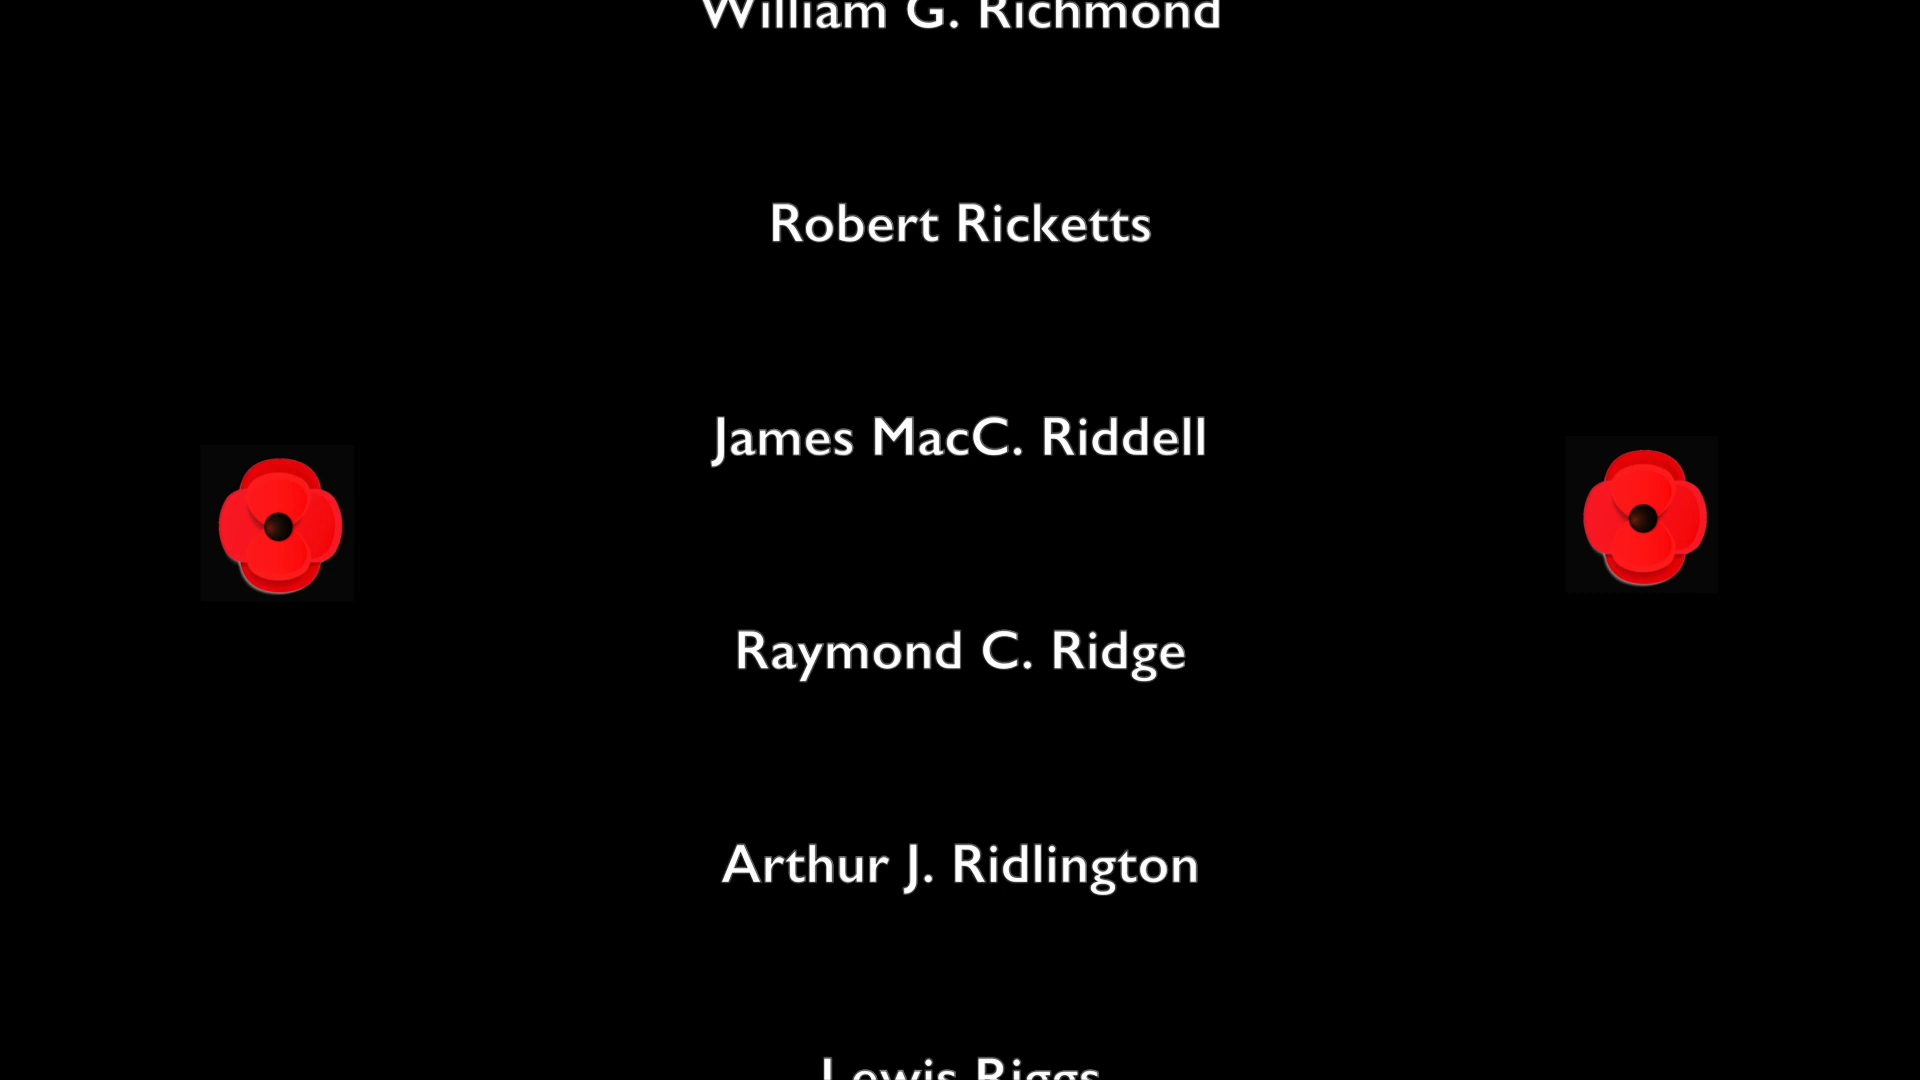 William G. Richmond
Robert Ricketts
James MacC. Riddell
Raymond C. Ridge
Arthur J. Ridlington
Lewis Riggs